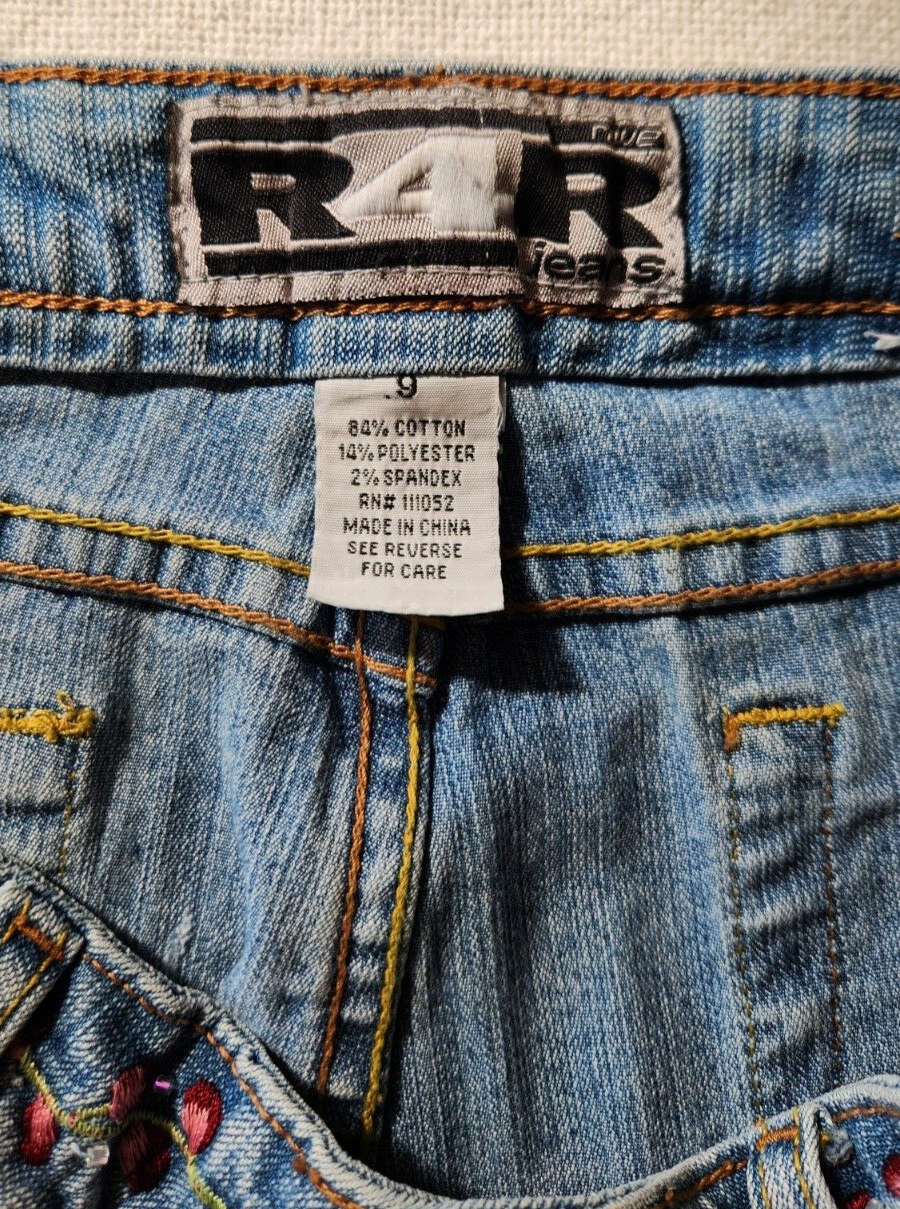 R4R
jeans
9
84% COTTON
14% POLYESTER
2% SPANDEX
RN# 111052
MADE IN CHINA
SEE REVERSE
FOR CARE